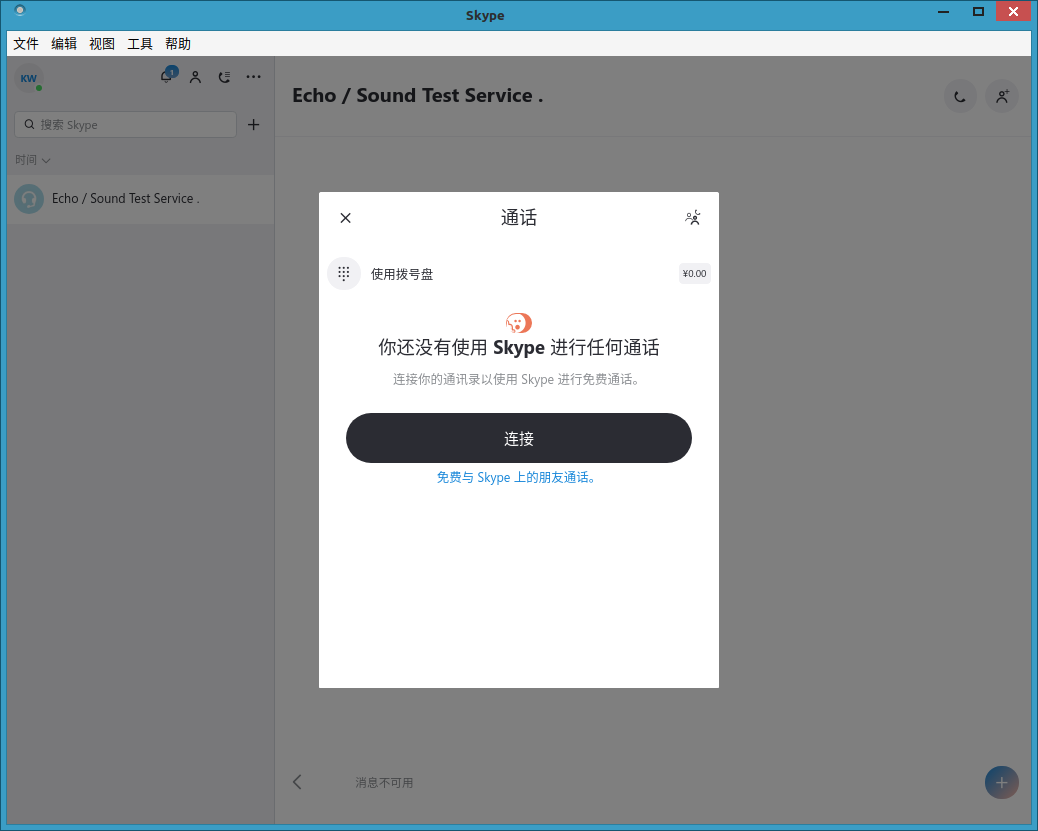 Skype
文件 编辑 视图 工具 帮助
KW
1
Echo / Sound Test Service .
搜索 Skype
时间
Echo / Sound Test Service .
通话
使用拨号盘
¥0.00
你还没有使用 Skype 进行任何通话
连接你的通讯录以使用 Skype 进行免费通话。
连接
免费与 Skype 上的朋友通话。
消息不可用